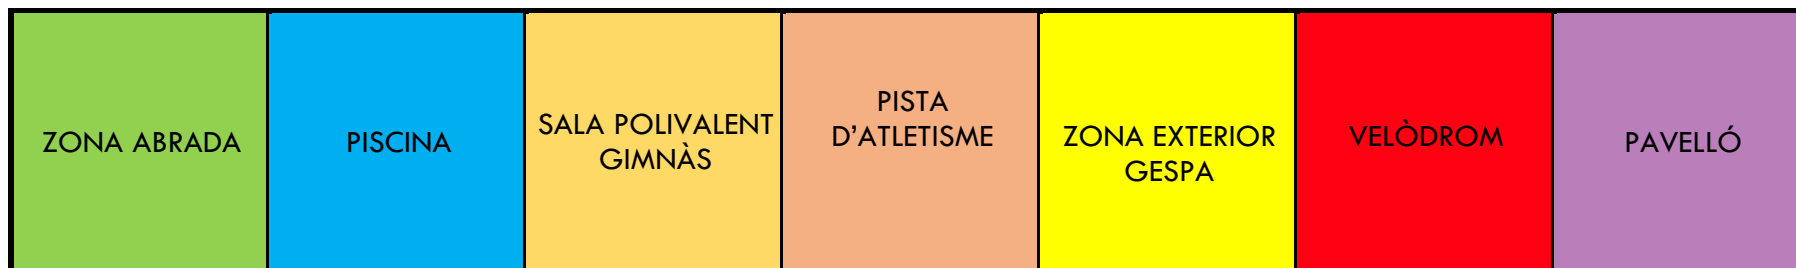 ZONA ABRADA
PISCINA
SALA POLIVALENT
GIMNÀS
PISTA
D'ATLETISME
ZONA EXTERIOR
GESPA
VELÒDROM
PAVELLÓ